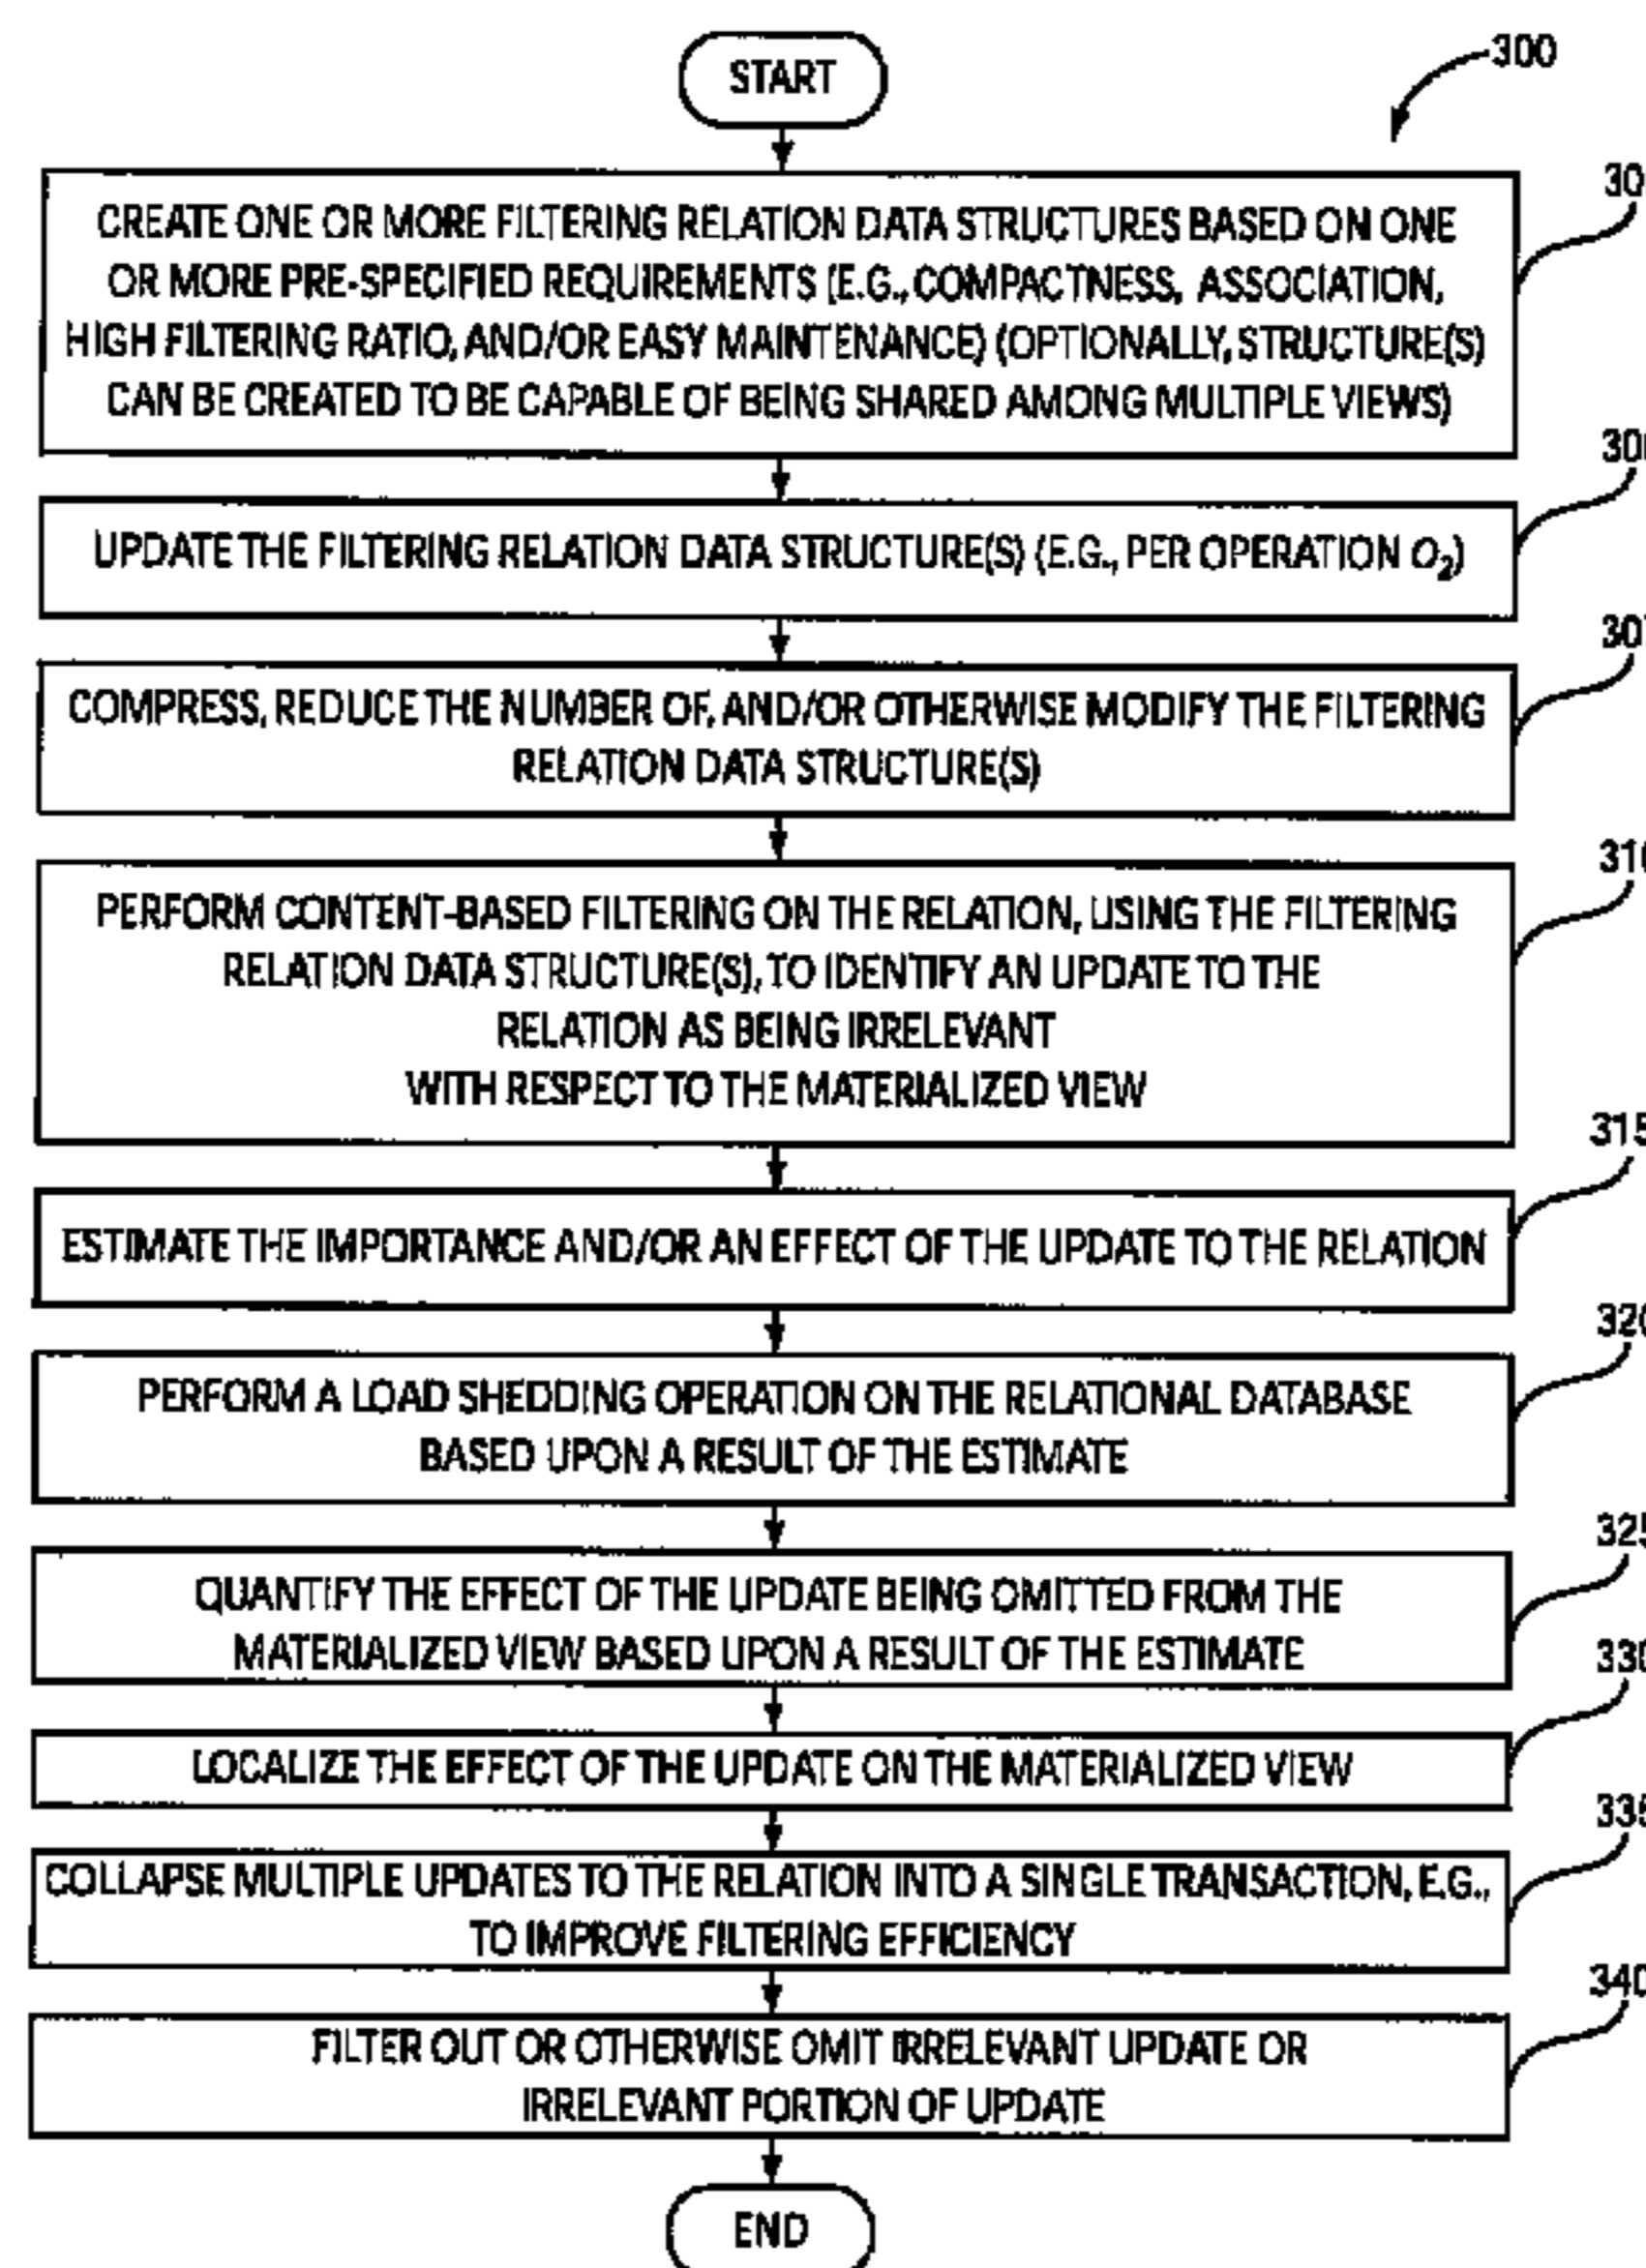 START
300
CREATE ONE OR MORE FILTERING RELATION DATA STRUCTURES BASED ON ONE
OR MORE PRE-SPECIFIED REQUIREMENTS (E.G., COMPACTNESS, ASSOCIATION,
HIGH FILTERING RATIO, AND/OR EASY MAINTENANCE) (OPTIONALLY, STRUCTURE(S)
CAN BE CREATED TO BE CAPABLE OF BEING SHARED AMONG MULTIPLE VIEWS)
UPDATE THE FILTERING RELATION DATA STRUCTURE(S) (E.G., PER OPERATION O₂)
COMPRESS, REDUCE THE NUMBER OF, AND/OR OTHERWISE MODIFY THE FILTERING
RELATION DATA STRUCTURE(S)
307
PERFORM CONTENT-BASED FILTERING ON THE RELATION, USING THE FILTERING
RELATION DATA STRUCTURE(S), TO IDENTIFY AN UPDATE TO THE
RELATION AS BEING IRRELEVANT
WITH RESPECT TO THE MATERIALIZED VIEW
310
ESTIMATE THE IMPORTANCE AND/OR AN EFFECT OF THE UPDATE TO THE RELATION
315
PERFORM A LOAD SHEDDING OPERATION ON THE RELATIONAL DATABASE
BASED UPON A RESULT OF THE ESTIMATE
320
QUANTIFY THE EFFECT OF THE UPDATE BEING OMITTED FROM THE
MATERIALIZED VIEW BASED UPON A RESULT OF THE ESTIMATE
325
LOCALIZE THE EFFECT OF THE UPDATE ON THE MATERIALIZED VIEW
330
COLLAPSE MULTIPLE UPDATES TO THE RELATION INTO A SINGLE TRANSACTION, E.G.,
TO IMPROVE FILTERING EFFICIENCY
335
FILTER OUT OR OTHERWISE OMIT IRRELEVANT UPDATE OR
IRRELEVANT PORTION OF UPDATE
340
END